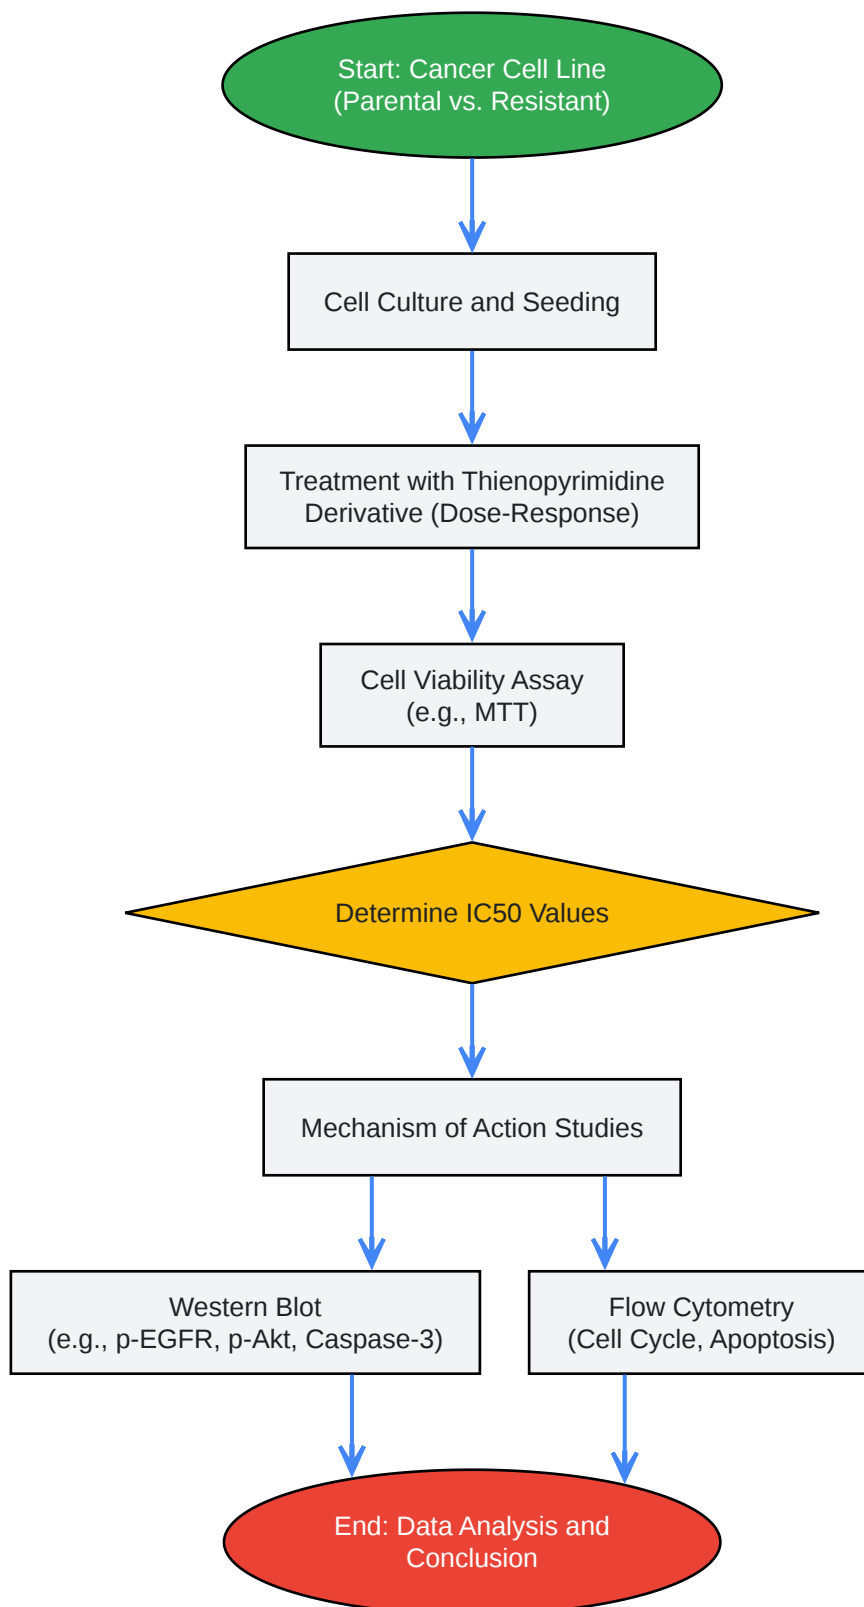 Start: Cancer Cell Line
(Parental vs. Resistant)
Cell Culture and Seeding
Treatment with Thienopyrimidine
Derivative (Dose-Response)
Cell Viability Assay
(e.g., MTT)
Determine IC50 Values
Mechanism of Action Studies
Western Blot
(e.g., p-EGFR, p-Akt, Caspase-3)
Flow Cytometry
(Cell Cycle, Apoptosis)
End: Data Analysis and
Conclusion